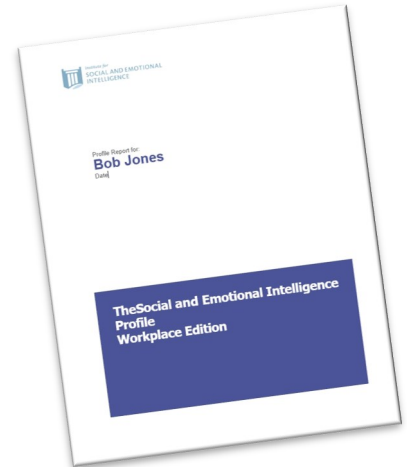 Institute for
SOCIAL AND EMOTIONAL
INTELLIGENCE
Profile Report for:
Bob Jones
Date
TheSocial and Emotional Intelligence
Profile
Workplace Edition